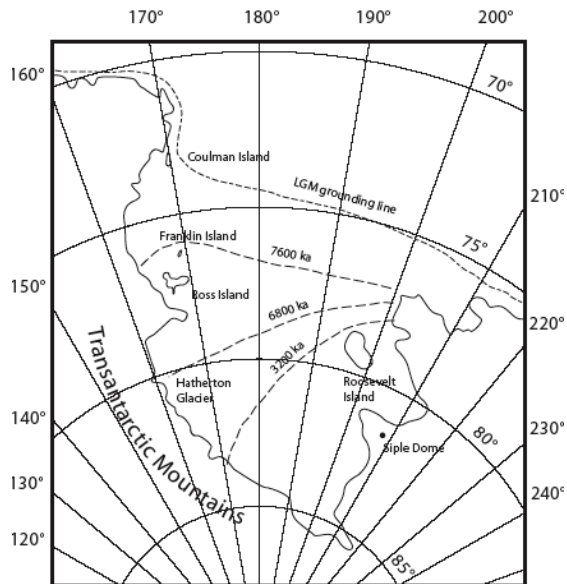 170° 180° 190° 200°
160°
70°
Coulman Island
LGM grounding line
210°
75°
Franklin Island
7600 ka
150°
Ross Island
6800 ka
220°
3200 ka
Transantarctic Mountains
Hatherton
Glacier
Roosevelt
Island
140°
80°
230°
Siple Dome
130°
240°
120°
85°